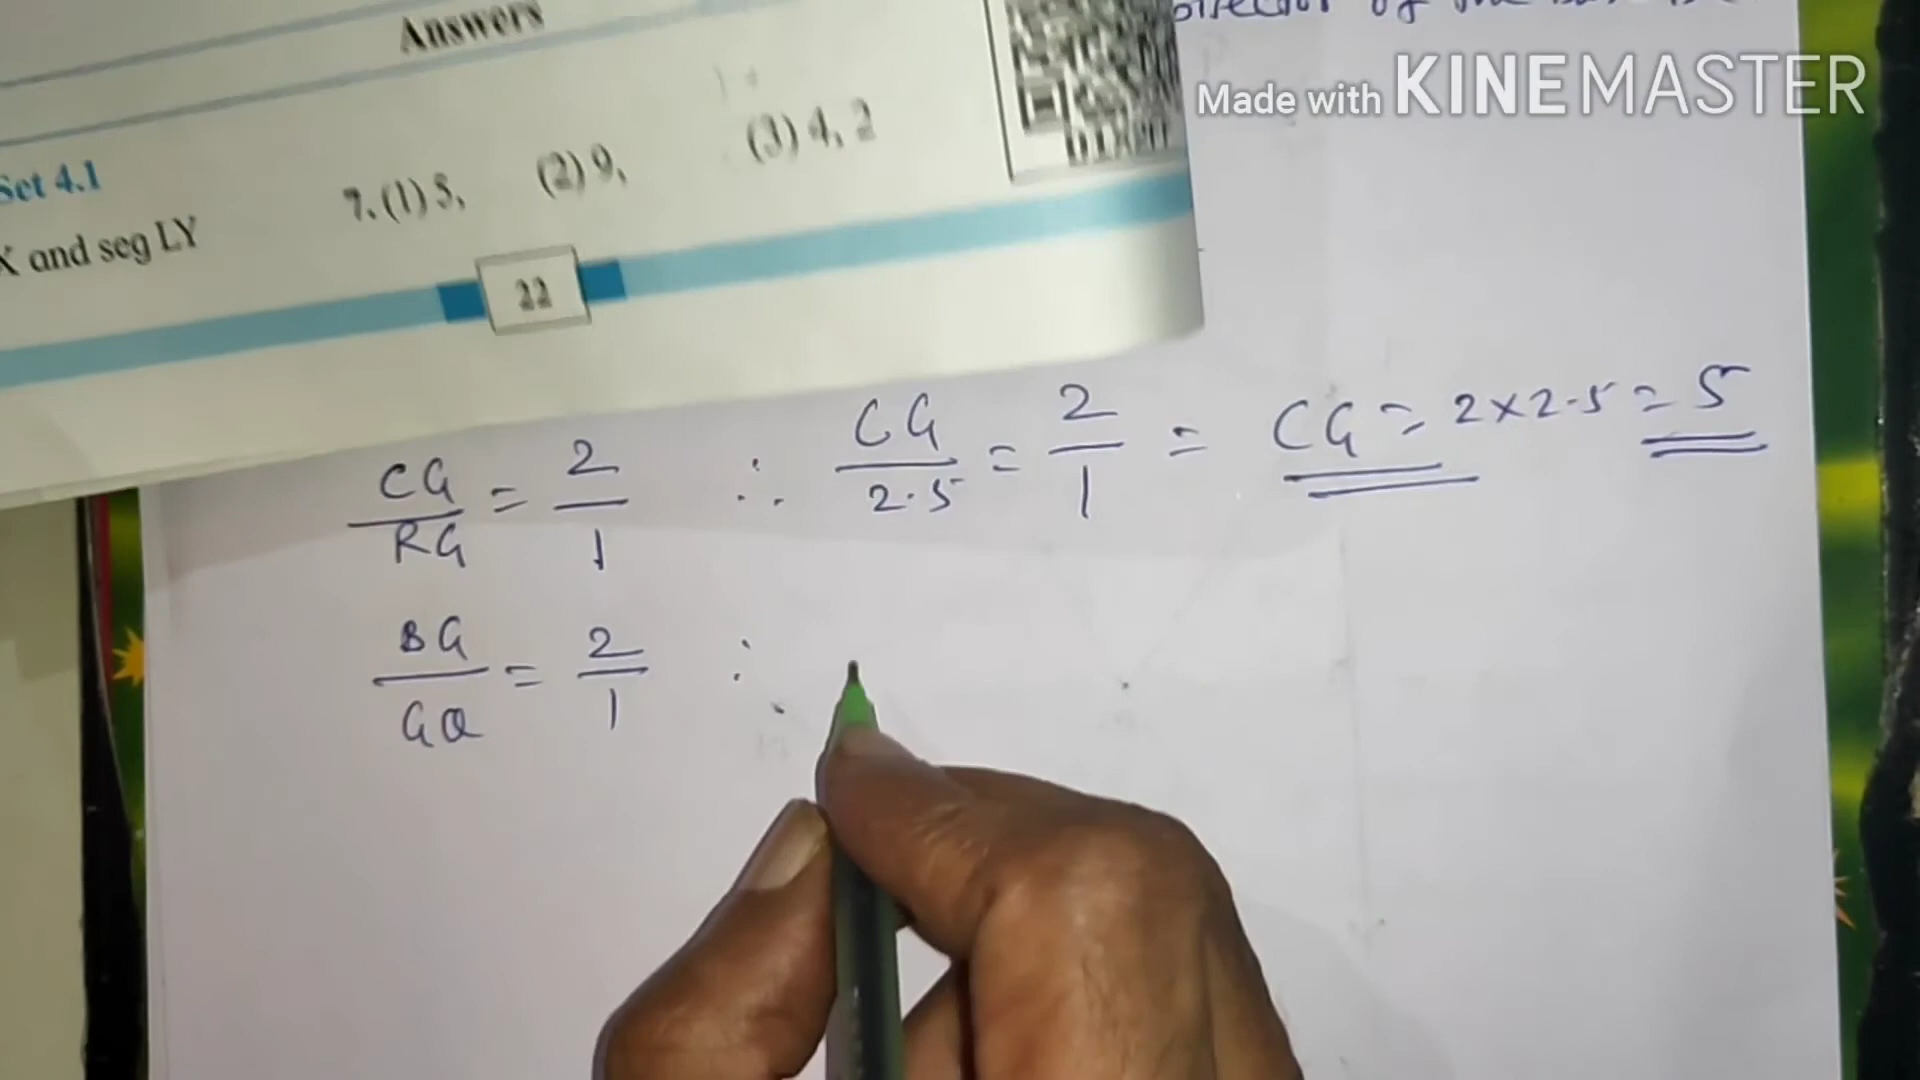 Answers
Made with KINEMASTER
Set 4.1
7. (1) 5, (2) 9, (3) 4, 2
X and seg LY
22
CG/RG = 2/1 ∴ CG/2.5 = 2/1 = CG = 2 × 2.5 = 5
BG/GQ = 2/1 ∴